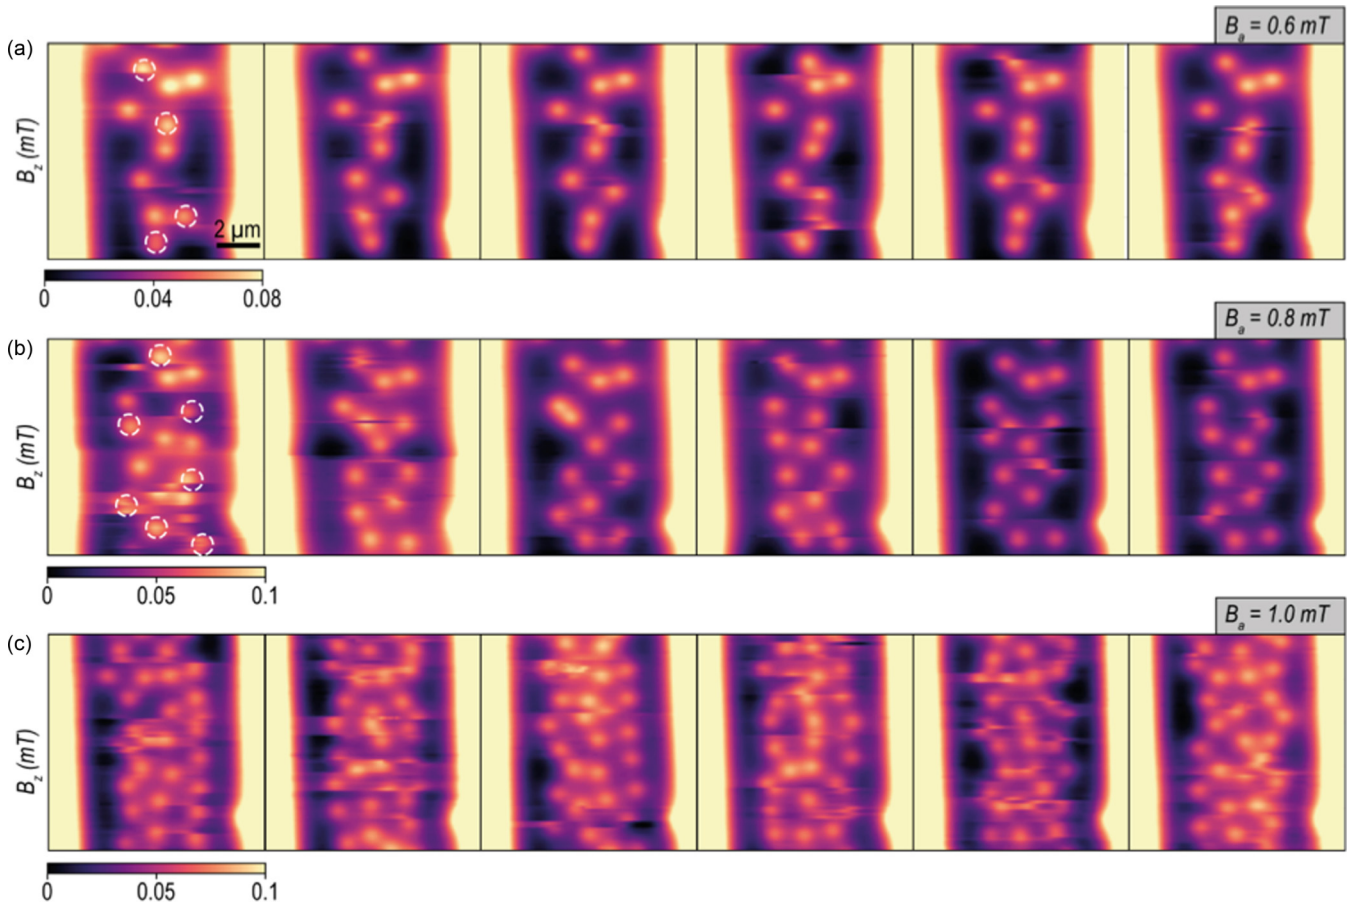 B_a = 0.6 mT
(a)
B_z (mT)
2 μm
0 0.04 0.08
B_a = 0.8 mT
(b)
B_z (mT)
0 0.05 0.1
B_a = 1.0 mT
(c)
B_z (mT)
0 0.05 0.1